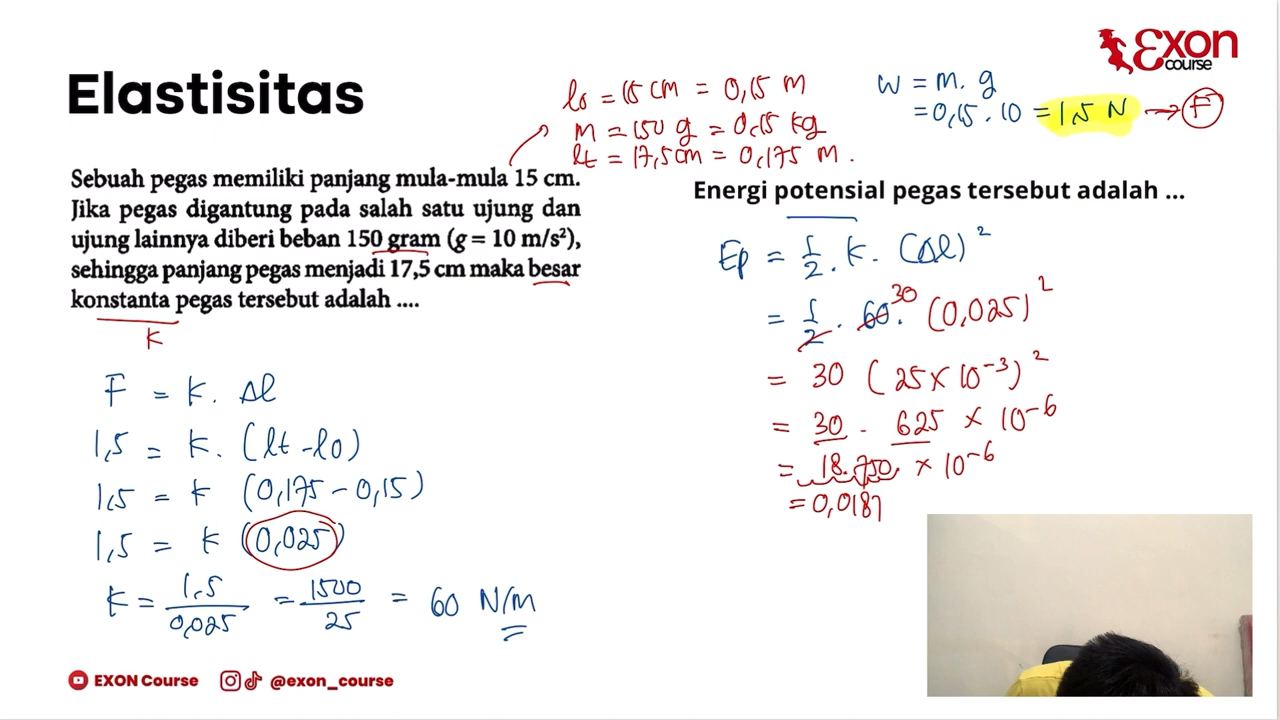 Exon
course
Elastisitas
l₀ = 15 cm = 0,15 m
m = 150 g = 0,15 kg
lt = 17,5 cm = 0,175 m.
w = m. g
= 0,15 . 10 = 1,5 N → F
Sebuah pegas memiliki panjang mula-mula 15 cm.
Jika pegas digantung pada salah satu ujung dan
ujung lainnya diberi beban 150 gram (g = 10 m/s²),
sehingga panjang pegas menjadi 17,5 cm maka besar
konstanta pegas tersebut adalah ....
K
F = K. Δl
1,5 = K. (lt - l0)
1,5 = K (0,175 - 0,15)
1,5 = K (0,025)
K = 1,5/0,025 = 1500/25 = 60 N/m
Energi potensial pegas tersebut adalah ...
Ep = 1/2 . K. (Δl)²
= 1/2 . 60. 30 (0,025)²
= 30 (25 × 10⁻³)²
= 30 . 625 × 10⁻⁶
= 18.750 × 10⁻⁶
= 0,0187
EXON Course @exon_course